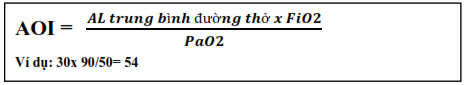 AOI = AL trung bình đường thở x FiO2 / PaO2
Ví dụ: 30x 90/50= 54